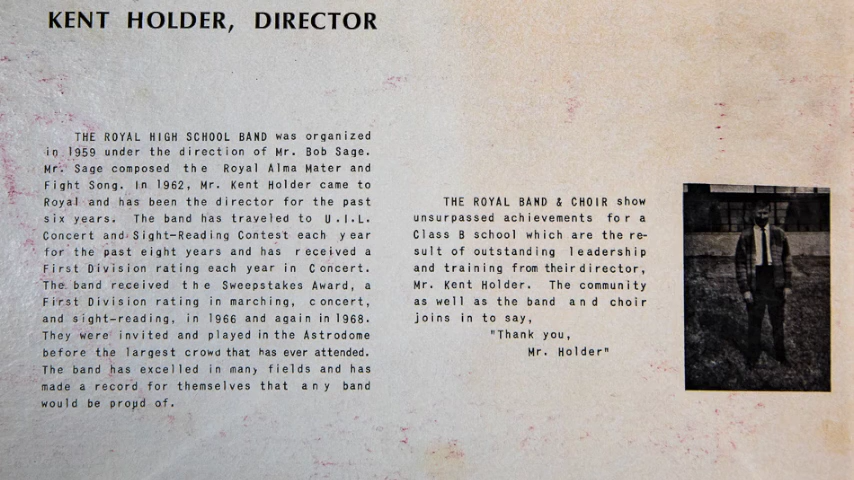 KENT HOLDER, DIRECTOR
THE ROYAL HIGH SCHOOL BAND was organized
in 1959 under the direction of Mr. Bob Sage.
Mr. Sage composed the Royal Alma Mater and
Fight Song. In 1962, Mr. Kent Holder came to
Royal and has been the director for the past
six years. The band has traveled to U.I.L.
Concert and Sight-Reading Contest each year
for the past eight years and has received a
First Division rating each year in Concert.
The band received the Sweepstakes Award, a
First Division rating in marching, concert,
and sight-reading, in 1966 and again in 1968.
They were invited and played in the Astrodome
before the largest crowd that has ever attended.
The band has excelled in many fields and has
made a record for themselves that any band
would be proud of.
THE ROYAL BAND & CHOIR show
unsurpassed achievements for a
Class B school which are the re-
sult of outstanding leadership
and training from their director,
Mr. Kent Holder. The community
as well as the band and choir
joins in to say,
"Thank you,
Mr. Holder"